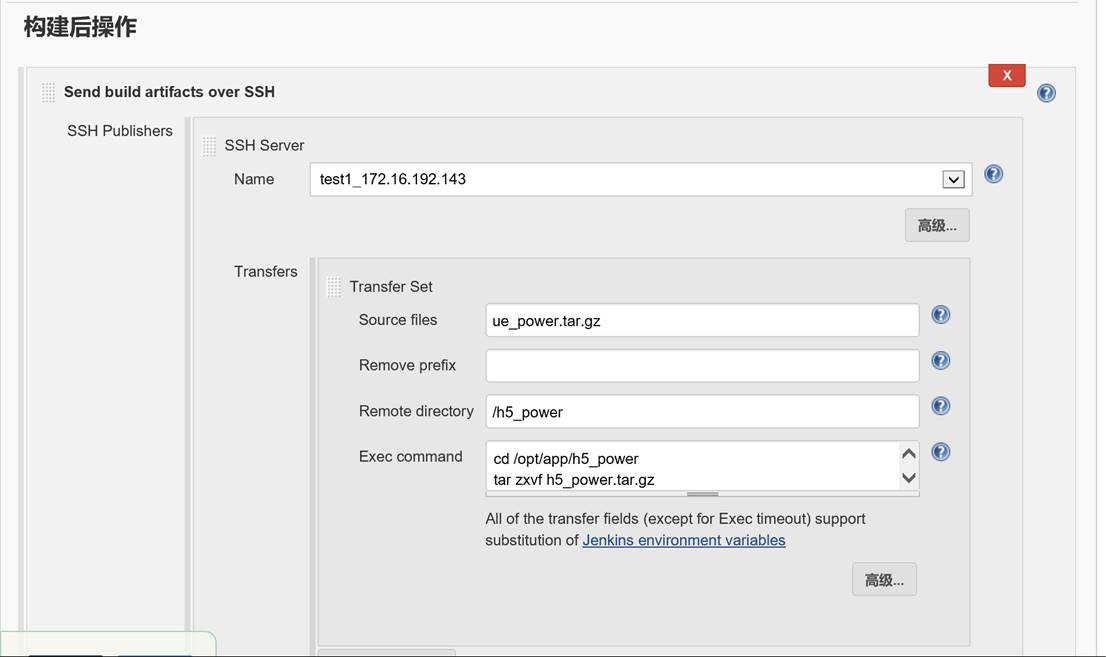 构建后操作
X
Send build artifacts over SSH
SSH Publishers
SSH Server
Name
test1_172.16.192.143
高级...
Transfers
Transfer Set
Source files
ue_power.tar.gz
Remove prefix
Remote directory
/h5_power
Exec command
cd /opt/app/h5_power
tar zxvf h5_power.tar.gz
All of the transfer fields (except for Exec timeout) support
substitution of Jenkins environment variables
高级...